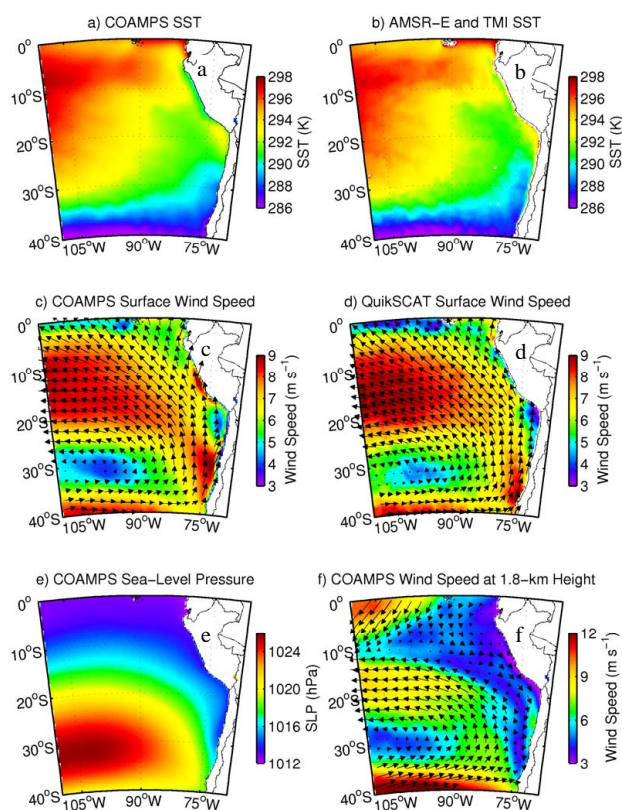 a) COAMPS SST
b) AMSR-E and TMI SST
0°
10°S
20°S
30°S
40°S
105°W
90°W
75°W
a
298
296
294
292
290
288
286
SST (K)
0°
10°S
20°S
30°S
40°S
105°W
90°W
75°W
b
298
296
294
292
290
288
286
SST (K)
c) COAMPS Surface Wind Speed
d) QuikSCAT Surface Wind Speed
0°
10°S
20°S
30°S
40°S
105°W
90°W
75°W
c
9
8
7
6
5
4
3
Wind Speed (m s⁻¹)
0°
10°S
20°S
30°S
40°S
105°W
90°W
75°W
d
9
8
7
6
5
4
3
Wind Speed (m s⁻¹)
e) COAMPS Sea-Level Pressure
f) COAMPS Wind Speed at 1.8-km Height
0°
10°S
20°S
30°S
40°S
105°W
90°W
75°W
e
1024
1020
1016
1012
SLP (hPa)
0°
10°S
20°S
30°S
40°S
105°W
90°W
75°W
f
12
9
6
3
Wind Speed (m s⁻¹)